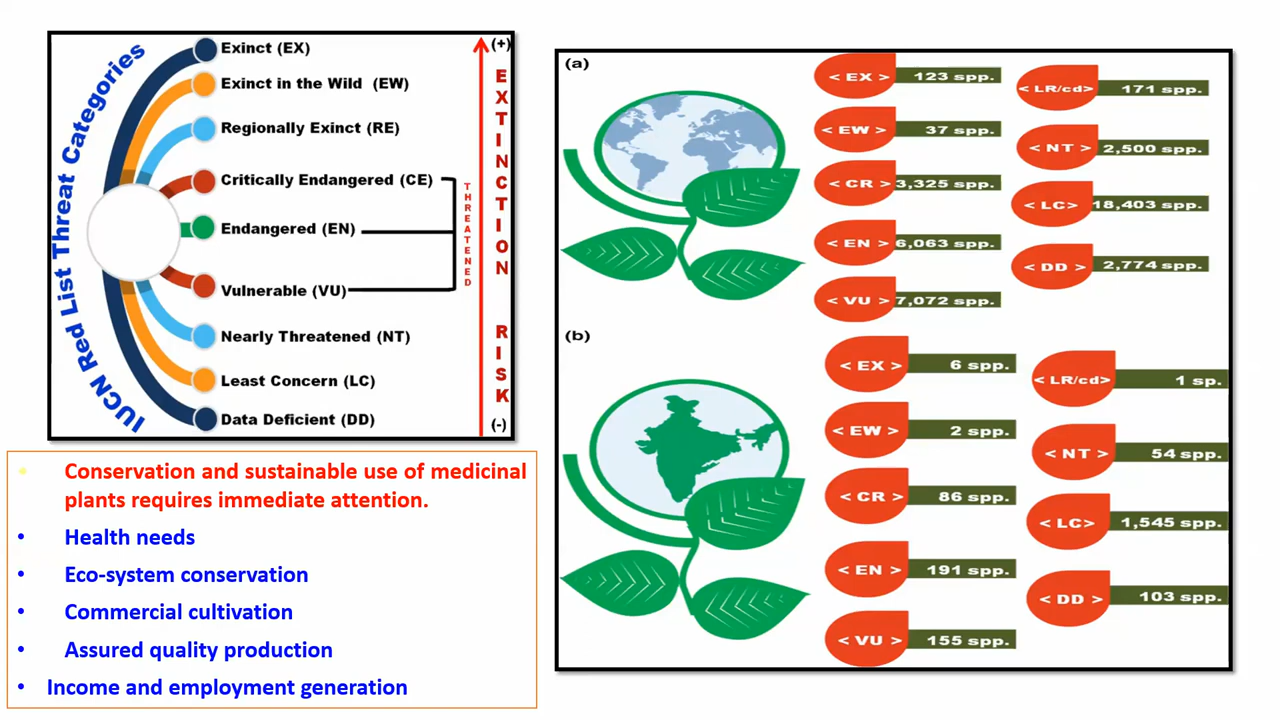 IUCN Red List Threat Categories
Exinct (EX)
Exinct in the Wild (EW)
Regionally Exinct (RE)
Critically Endangered (CE)
Endangered (EN)
Vulnerable (VU)
Nearly Threatened (NT)
Least Concern (LC)
Data Deficient (DD)
THREATENED
(+)
EXTINCTION RISK
(-)
• Conservation and sustainable use of medicinal
plants requires immediate attention.
• Health needs
• Eco-system conservation
• Commercial cultivation
• Assured quality production
• Income and employment generation
(a)
< EX > 123 spp.
< EW > 37 spp.
< CR > 3,325 spp.
< EN > 6,063 spp.
< VU > 7,072 spp.
< LR/cd> 171 spp.
< NT > 2,500 spp.
< LC> 18,403 spp.
< DD > 2,774 spp.
(b)
< EX > 6 spp.
< EW > 2 spp.
< CR > 86 spp.
< EN > 191 spp.
< VU > 155 spp.
< LR/cd> 1 sp.
< NT > 54 spp.
< LC> 1,545 spp.
< DD > 103 spp.